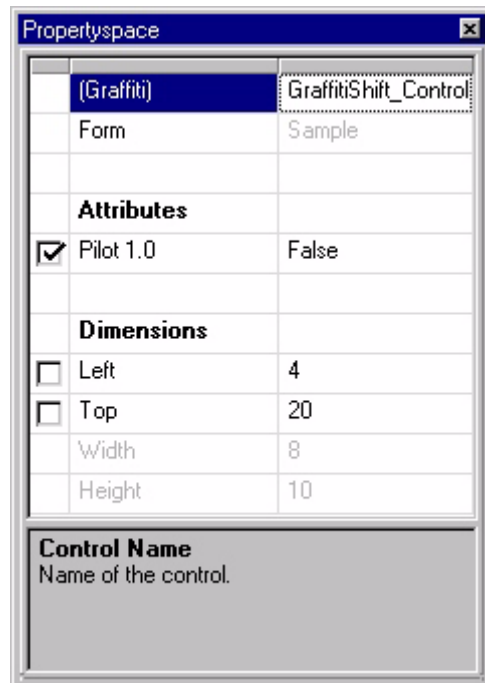 Propertyspace
(Graffiti) GraffitiShift_Control
Form Sample
Attributes
Pilot 1.0 False
Dimensions
Left 4
Top 20
Width 8
Height 10
Control Name
Name of the control.